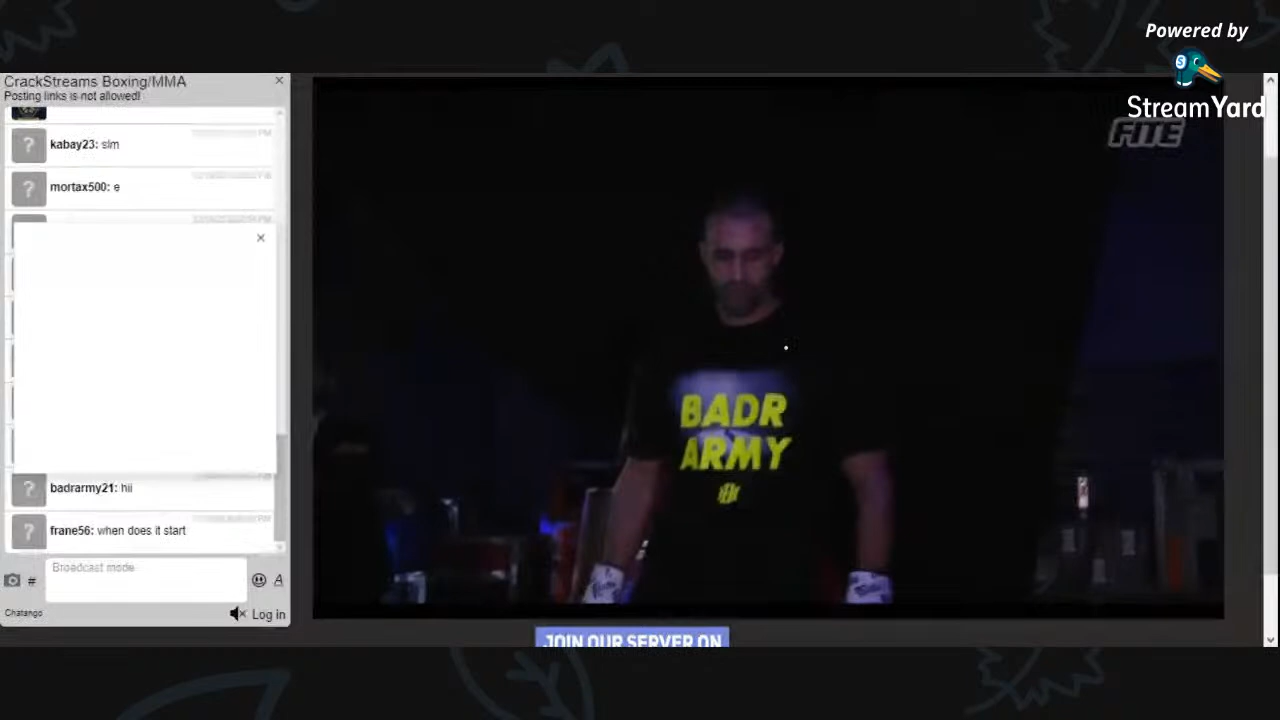 Powered by
StreamYard
CrackStreams Boxing/MMA
Posting links is not allowed!
kabay23: slm
mortax500: e
badrarmy21: hii
frane56: when does it start
Broadcast mode
Chatango
Log in
FITE
BADR
ARMY
JOIN OUR SERVER ON